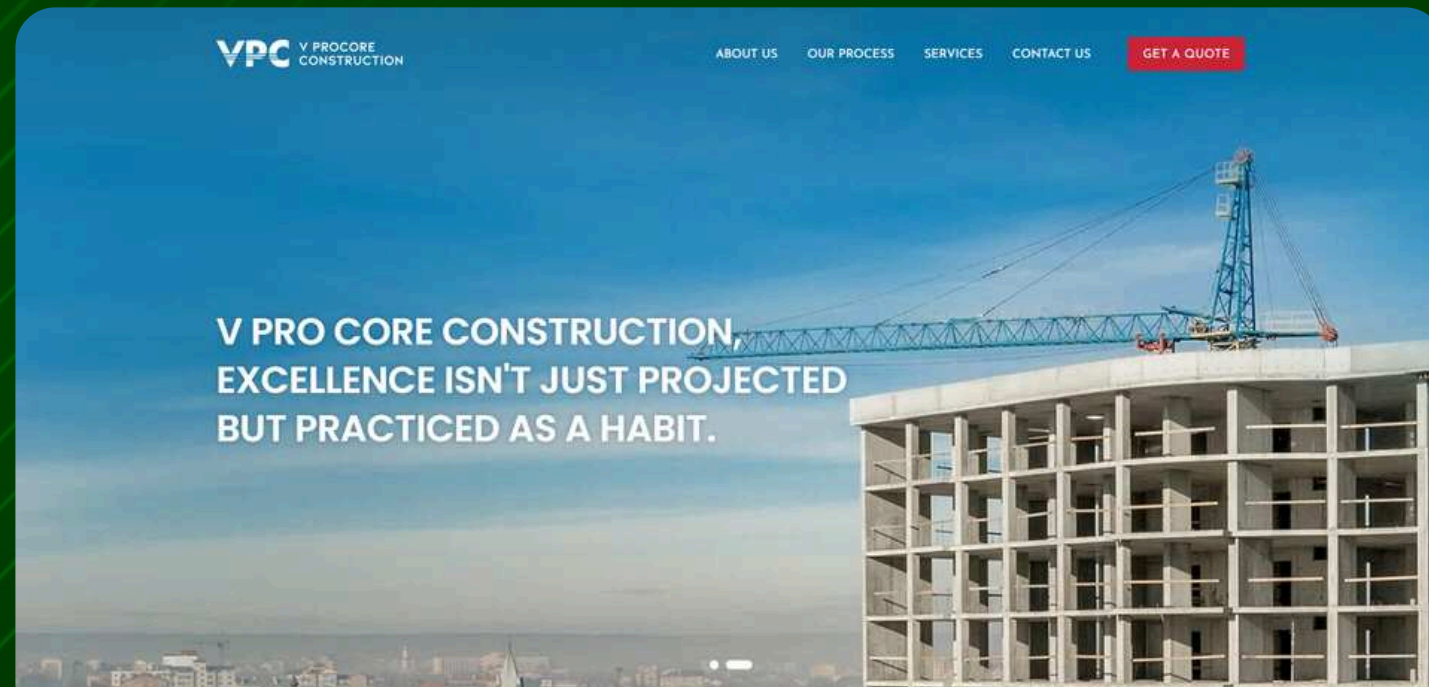 VPC
V PROCORE
CONSTRUCTION
ABOUT US
OUR PROCESS
SERVICES
CONTACT US
GET A QUOTE
V PRO CORE CONSTRUCTION,
EXCELLENCE ISN'T JUST PROJECTED
BUT PRACTICED AS A HABIT.